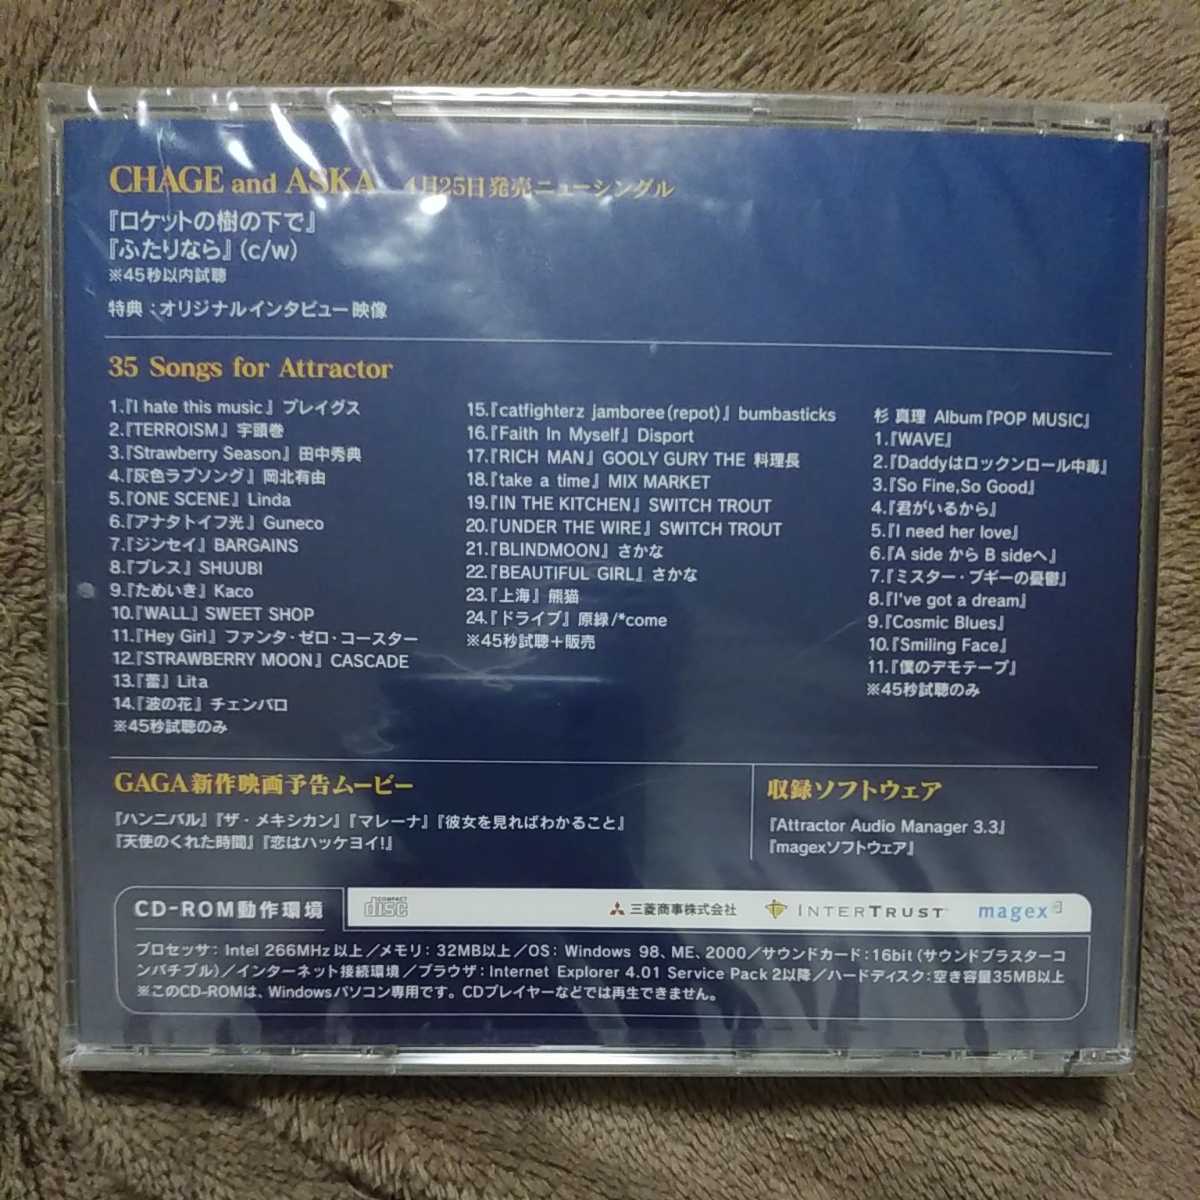 CHAGE and ASKA 4月25日発売ニューシングル
『ロケットの樹の下で』
『ふたりなら』(c/w)
※45秒以内試聴
特典：オリジナルインタビュー映像
35 Songs for Attractor
1.『I hate this music』プレイグス
2.『TERROISM』宇頭巻
3.『Strawberry Season』田中秀典
4.『灰色ラブソング』岡北有由
5.『ONE SCENE』Linda
6.『アナタトイフ光』Guneco
7.『ジンセイ』BARGAINS
8.『ブレス』SHUUBI
9.『ためいき』Kaco
10.『WALL』SWEET SHOP
11.『Hey Girl』ファンタ・ゼロ・コースター
12.『STRAWBERRY MOON』CASCADE
13.『蕾』Lita
14.『波の花』チェンバロ
※45秒試聴のみ
15.『catfighterz jamboree(repot)』bumbasticks
16.『Faith In Myself』Disport
17.『RICH MAN』GOOLY GURY THE 料理長
18.『take a time』MIX MARKET
19.『IN THE KITCHEN』SWITCH TROUT
20.『UNDER THE WIRE』SWITCH TROUT
21.『BLINDMOON』さかな
22.『BEAUTIFUL GIRL』さかな
23.『上海』熊猫
24.『ドライブ』原緑/*come
※45秒試聴＋販売
杉 真理 Album『POP MUSIC』
1.『WAVE』
2.『Daddyはロックンロール中毒』
3.『So Fine,So Good』
4.『君がいるから』
5.『I need her love』
6.『A side から B sideへ』
7.『ミスター・ブギーの憂鬱』
8.『I've got a dream』
9.『Cosmic Blues』
10.『Smiling Face』
11.『僕のデモテープ』
※45秒試聴のみ
GAGA新作映画予告ムービー
『ハンニバル』『ザ・メキシカン』『マレーナ』『彼女を見ればわかること』
『天使のくれた時間』『恋はハッケヨイ!』
収録ソフトウェア
『Attractor Audio Manager 3.3』
『magexソフトウェア』
CD-ROM動作環境
COMPACT disc
三菱商事株式会社
INTERTRUST
magex
プロセッサ：Intel 266MHz以上／メモリ：32MB以上／OS：Windows 98、ME、2000／サウンドカード：16bit（サウンドブラスターコ
ンパチブル）／インターネット接続環境／ブラウザ：Internet Explorer 4.01 Service Pack 2以降／ハードディスク：空き容量35MB以上
※このCD-ROMは、Windowsパソコン専用です。CDプレイヤーなどでは再生できません。